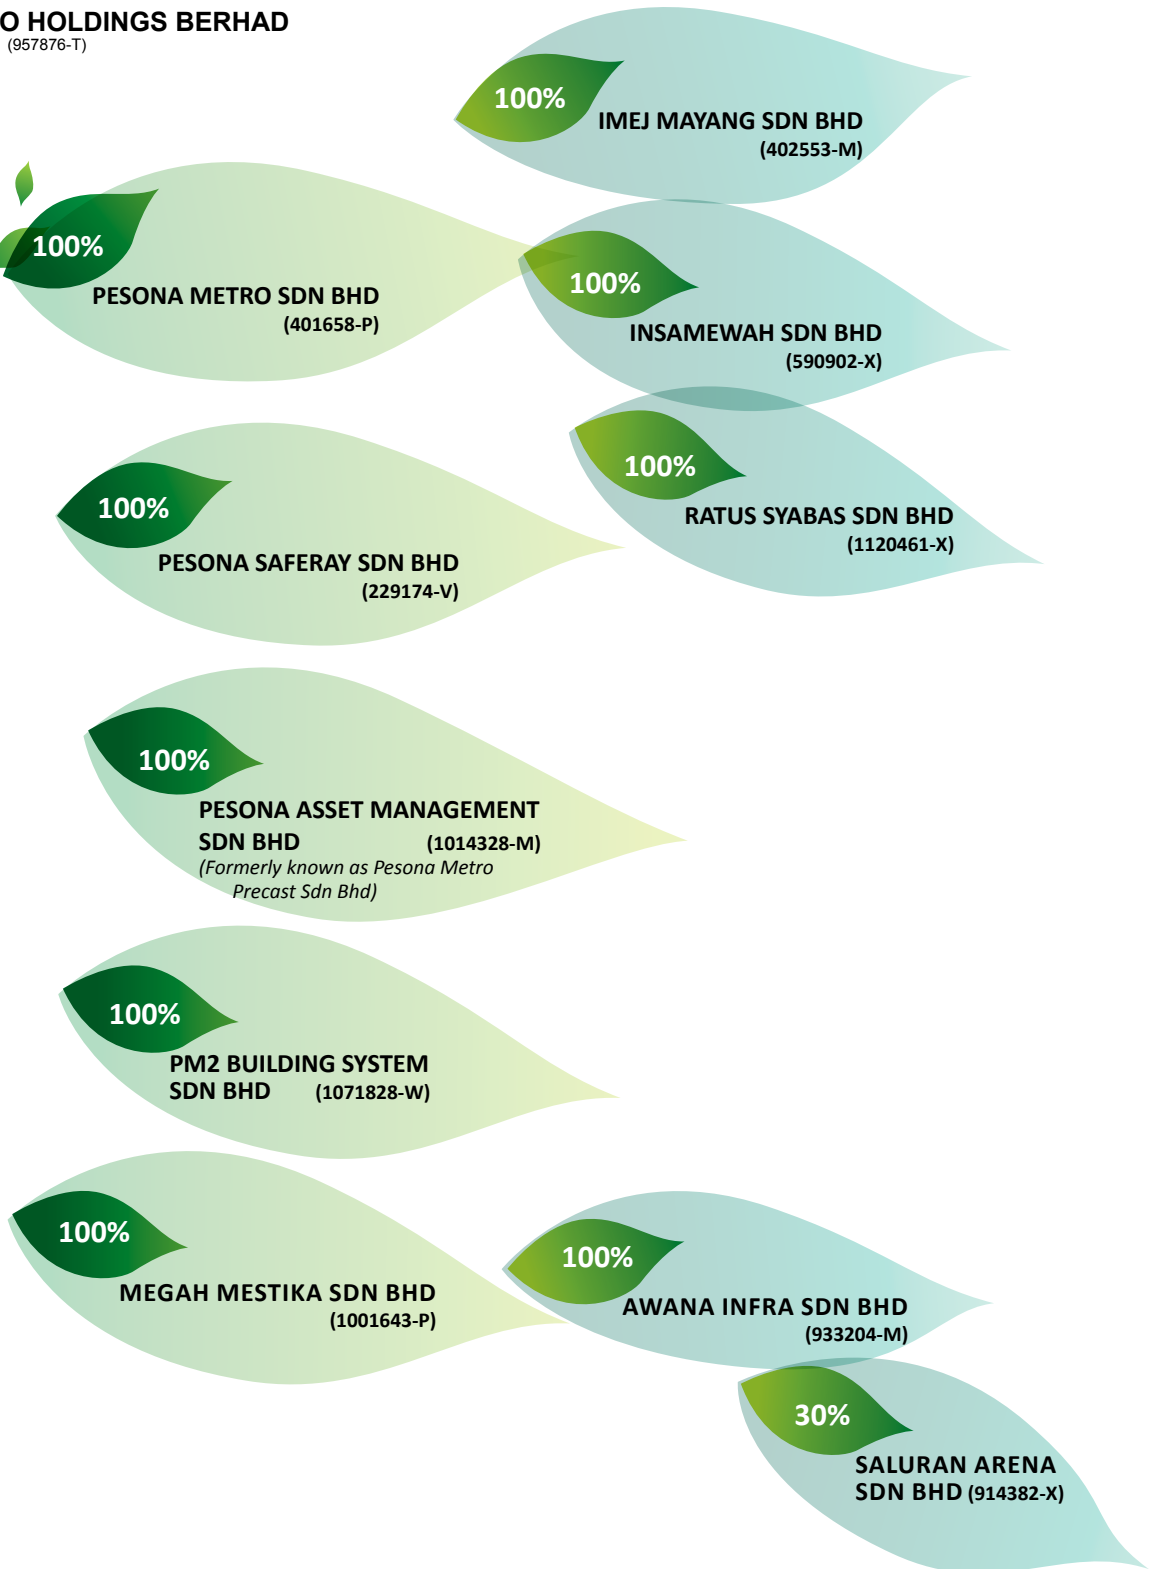 O HOLDINGS BERHAD
(957876-T)
100%
IMEJ MAYANG SDN BHD
(402553-M)
100%
PESONA METRO SDN BHD
(401658-P)
100%
INSAMEWAH SDN BHD
(590902-X)
100%
RATUS SYABAS SDN BHD
(1120461-X)
100%
PESONA SAFERAY SDN BHD
(229174-V)
100%
PESONA ASSET MANAGEMENT
SDN BHD (1014328-M)
(Formerly known as Pesona Metro
Precast Sdn Bhd)
100%
PM2 BUILDING SYSTEM
SDN BHD (1071828-W)
100%
MEGAH MESTIKA SDN BHD
(1001643-P)
100%
AWANA INFRA SDN BHD
(933204-M)
30%
SALURAN ARENA
SDN BHD (914382-X)